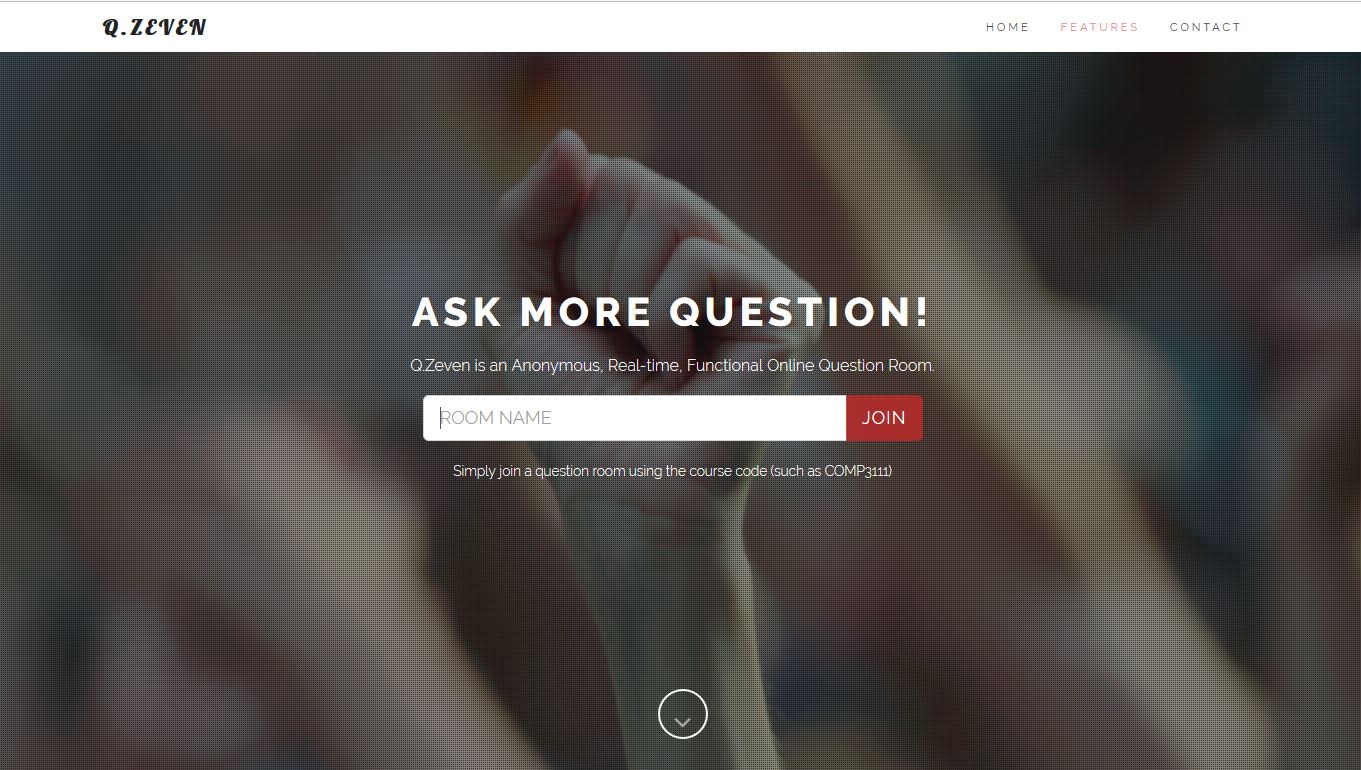 Q.ZEVEN
HOME FEATURES CONTACT
ASK MORE QUESTION!
Q.Zeven is an Anonymous, Real-time, Functional Online Question Room.
ROOM NAME JOIN
Simply join a question room using the course code (such as COMP3111)